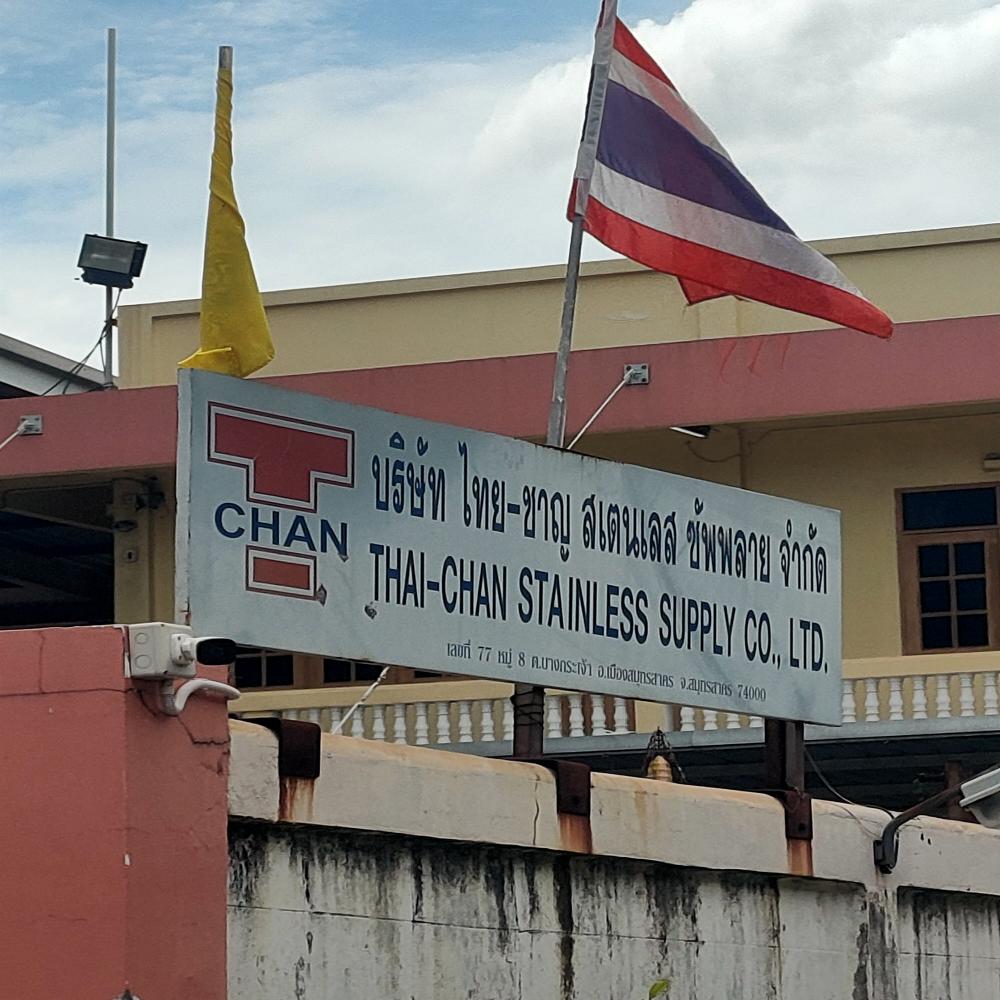 T
CHAN
บริษัท ไทย-ชาญ สเตนเลส ซัพพลาย จำกัด
THAI-CHAN STAINLESS SUPPLY CO., LTD.
เลขที่ 77 หมู่ 8 ต.บางกระเจ้า อ.เมืองสมุทรสาคร จ.สมุทรสาคร 74000